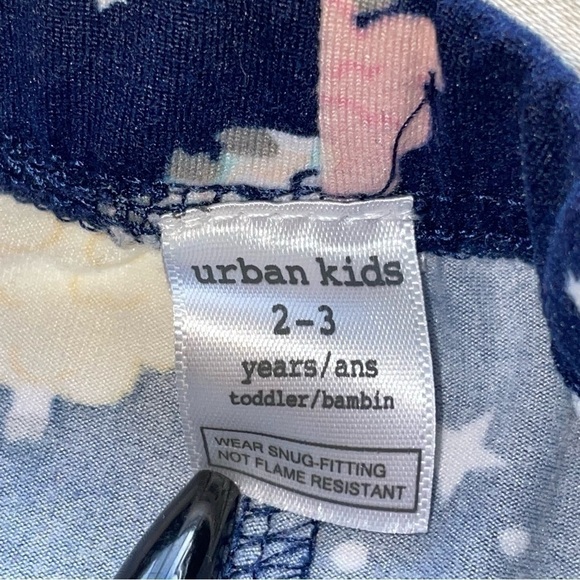 urban kids
2-3
years/ans
toddler/bambin
WEAR SNUG-FITTING
NOT FLAME RESISTANT